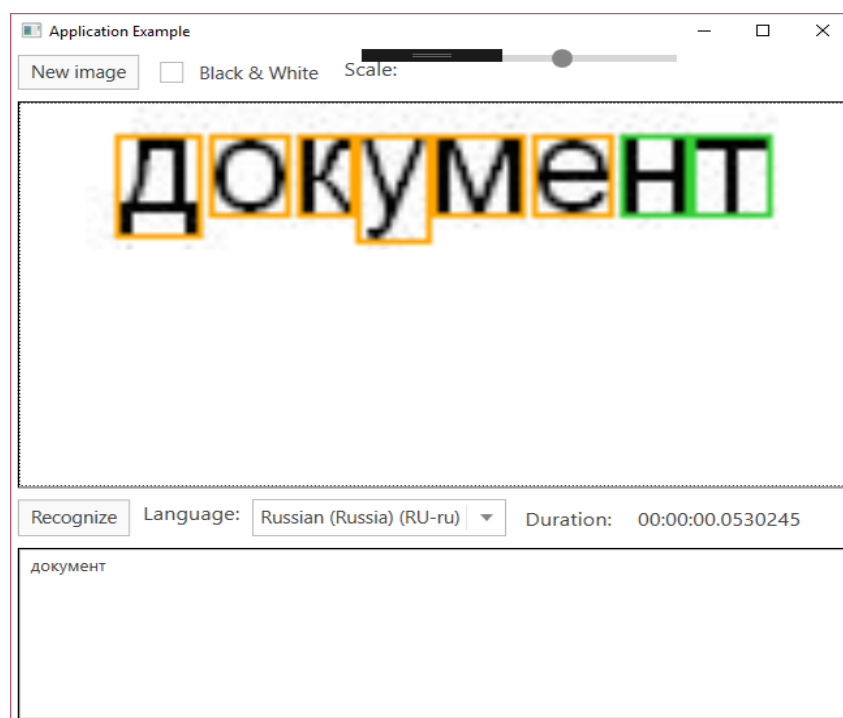 Application Example
New image Black & White Scale:
документ
Recognize Language: Russian (Russia) (RU-ru) Duration: 00:00:00.0530245
документ